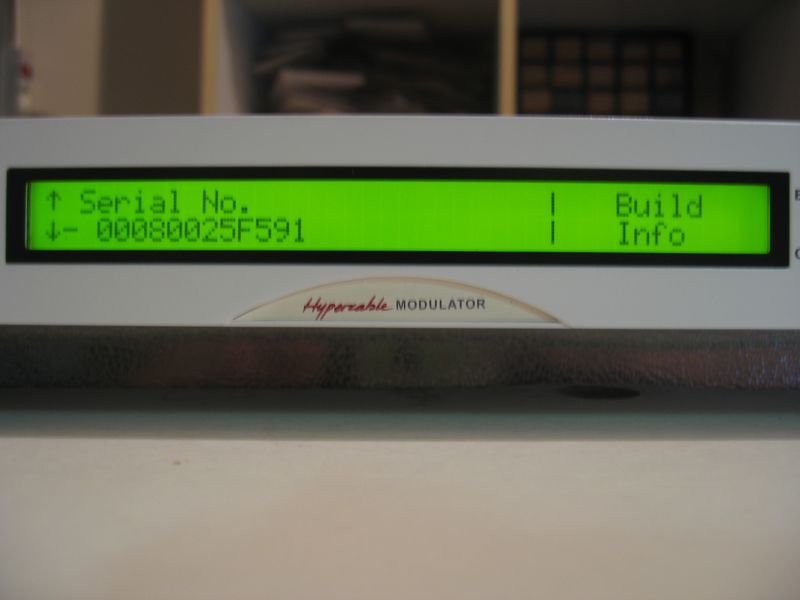 ↑ Serial No. | Build
↓- 00080025F591 | Info
Hypercable MODULATOR